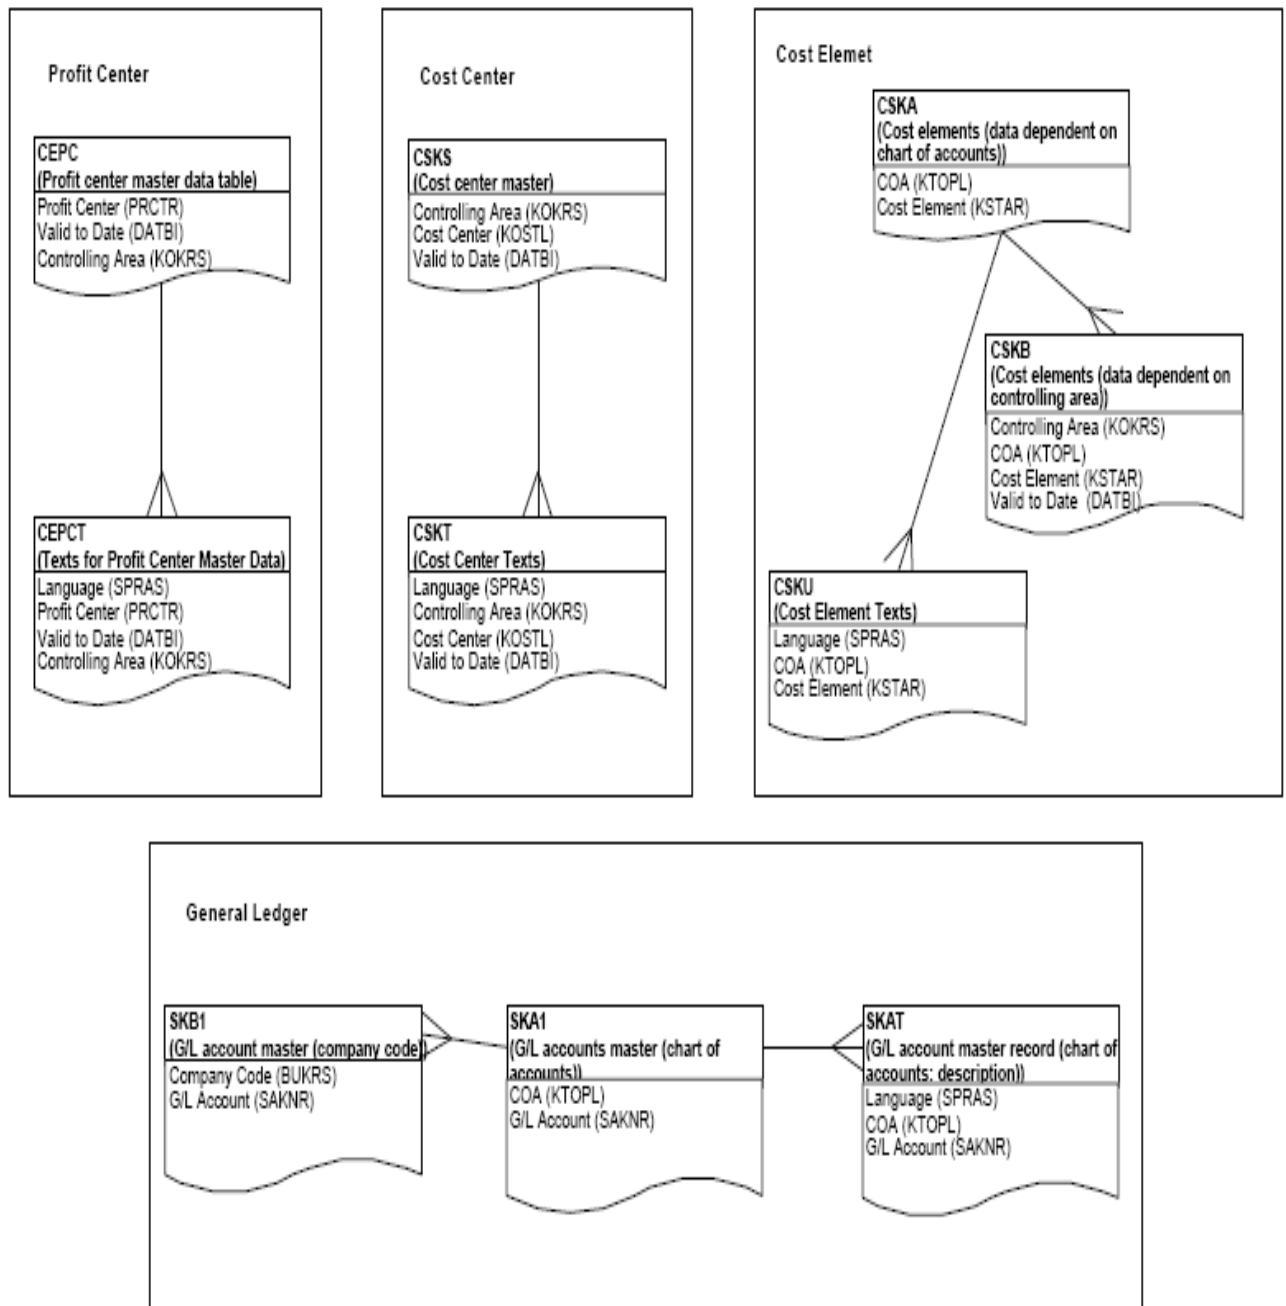 Profit Center
CEPC
(Profit center master data table)
Profit Center (PRCTR)
Valid to Date (DATBI)
Controlling Area (KOKRS)
CEPCT
(Texts for Profit Center Master Data)
Language (SPRAS)
Profit Center (PRCTR)
Valid to Date (DATBI)
Controlling Area (KOKRS)
Cost Center
CSKS
(Cost center master)
Controlling Area (KOKRS)
Cost Center (KOSTL)
Valid to Date (DATBI)
CSKT
(Cost Center Texts)
Language (SPRAS)
Controlling Area (KOKRS)
Cost Center (KOSTL)
Valid to Date (DATBI)
Cost Elemet
CSKA
(Cost elements (data dependent on
chart of accounts))
COA (KTOPL)
Cost Element (KSTAR)
CSKB
(Cost elements (data dependent on
controlling area))
Controlling Area (KOKRS)
COA (KTOPL)
Cost Element (KSTAR)
Valid to Date (DATBI)
CSKU
(Cost Element Texts)
Language (SPRAS)
COA (KTOPL)
Cost Element (KSTAR)
General Ledger
SKB1
(G/L account master (company code))
Company Code (BUKRS)
G/L Account (SAKNR)
SKA1
(G/L accounts master (chart of
accounts))
COA (KTOPL)
G/L Account (SAKNR)
SKAT
(G/L account master record (chart of
accounts: description))
Language (SPRAS)
COA (KTOPL)
G/L Account (SAKNR)